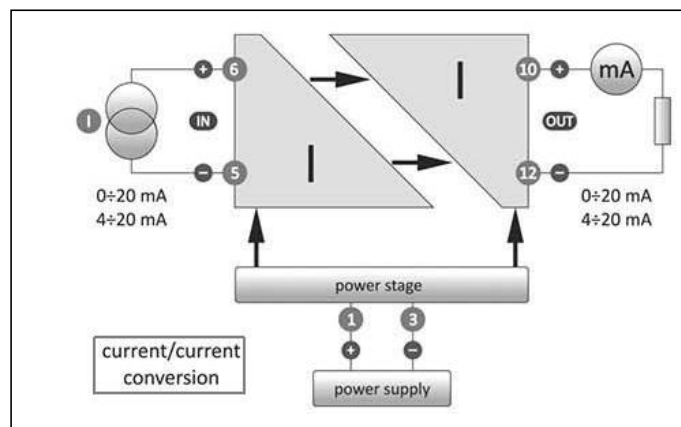 6
10
+
+
mA
I
I
IN
OUT
I
-
5
12
-
0÷20 mA
4÷20 mA
0÷20 mA
4÷20 mA
power stage
1
3
+
-
current/current
conversion
power supply